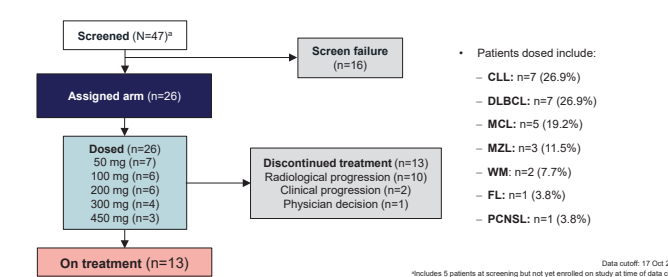 Screened (N=47)ᵃ
Screen failure
(n=16)
Assigned arm (n=26)
Dosed (n=26)
50 mg (n=7)
100 mg (n=6)
200 mg (n=6)
300 mg (n=4)
450 mg (n=3)
Discontinued treatment (n=13)
Radiological progression (n=10)
Clinical progression (n=2)
Physician decision (n=1)
On treatment (n=13)
• Patients dosed include:
– CLL: n=7 (26.9%)
– DLBCL: n=7 (26.9%)
– MCL: n=5 (19.2%)
– MZL: n=3 (11.5%)
– WM: n=2 (7.7%)
– FL: n=1 (3.8%)
– PCNSL: n=1 (3.8%)
Data cutoff: 17 Oct
ᵃIncludes 5 patients at screening but not yet enrolled on study at time of data